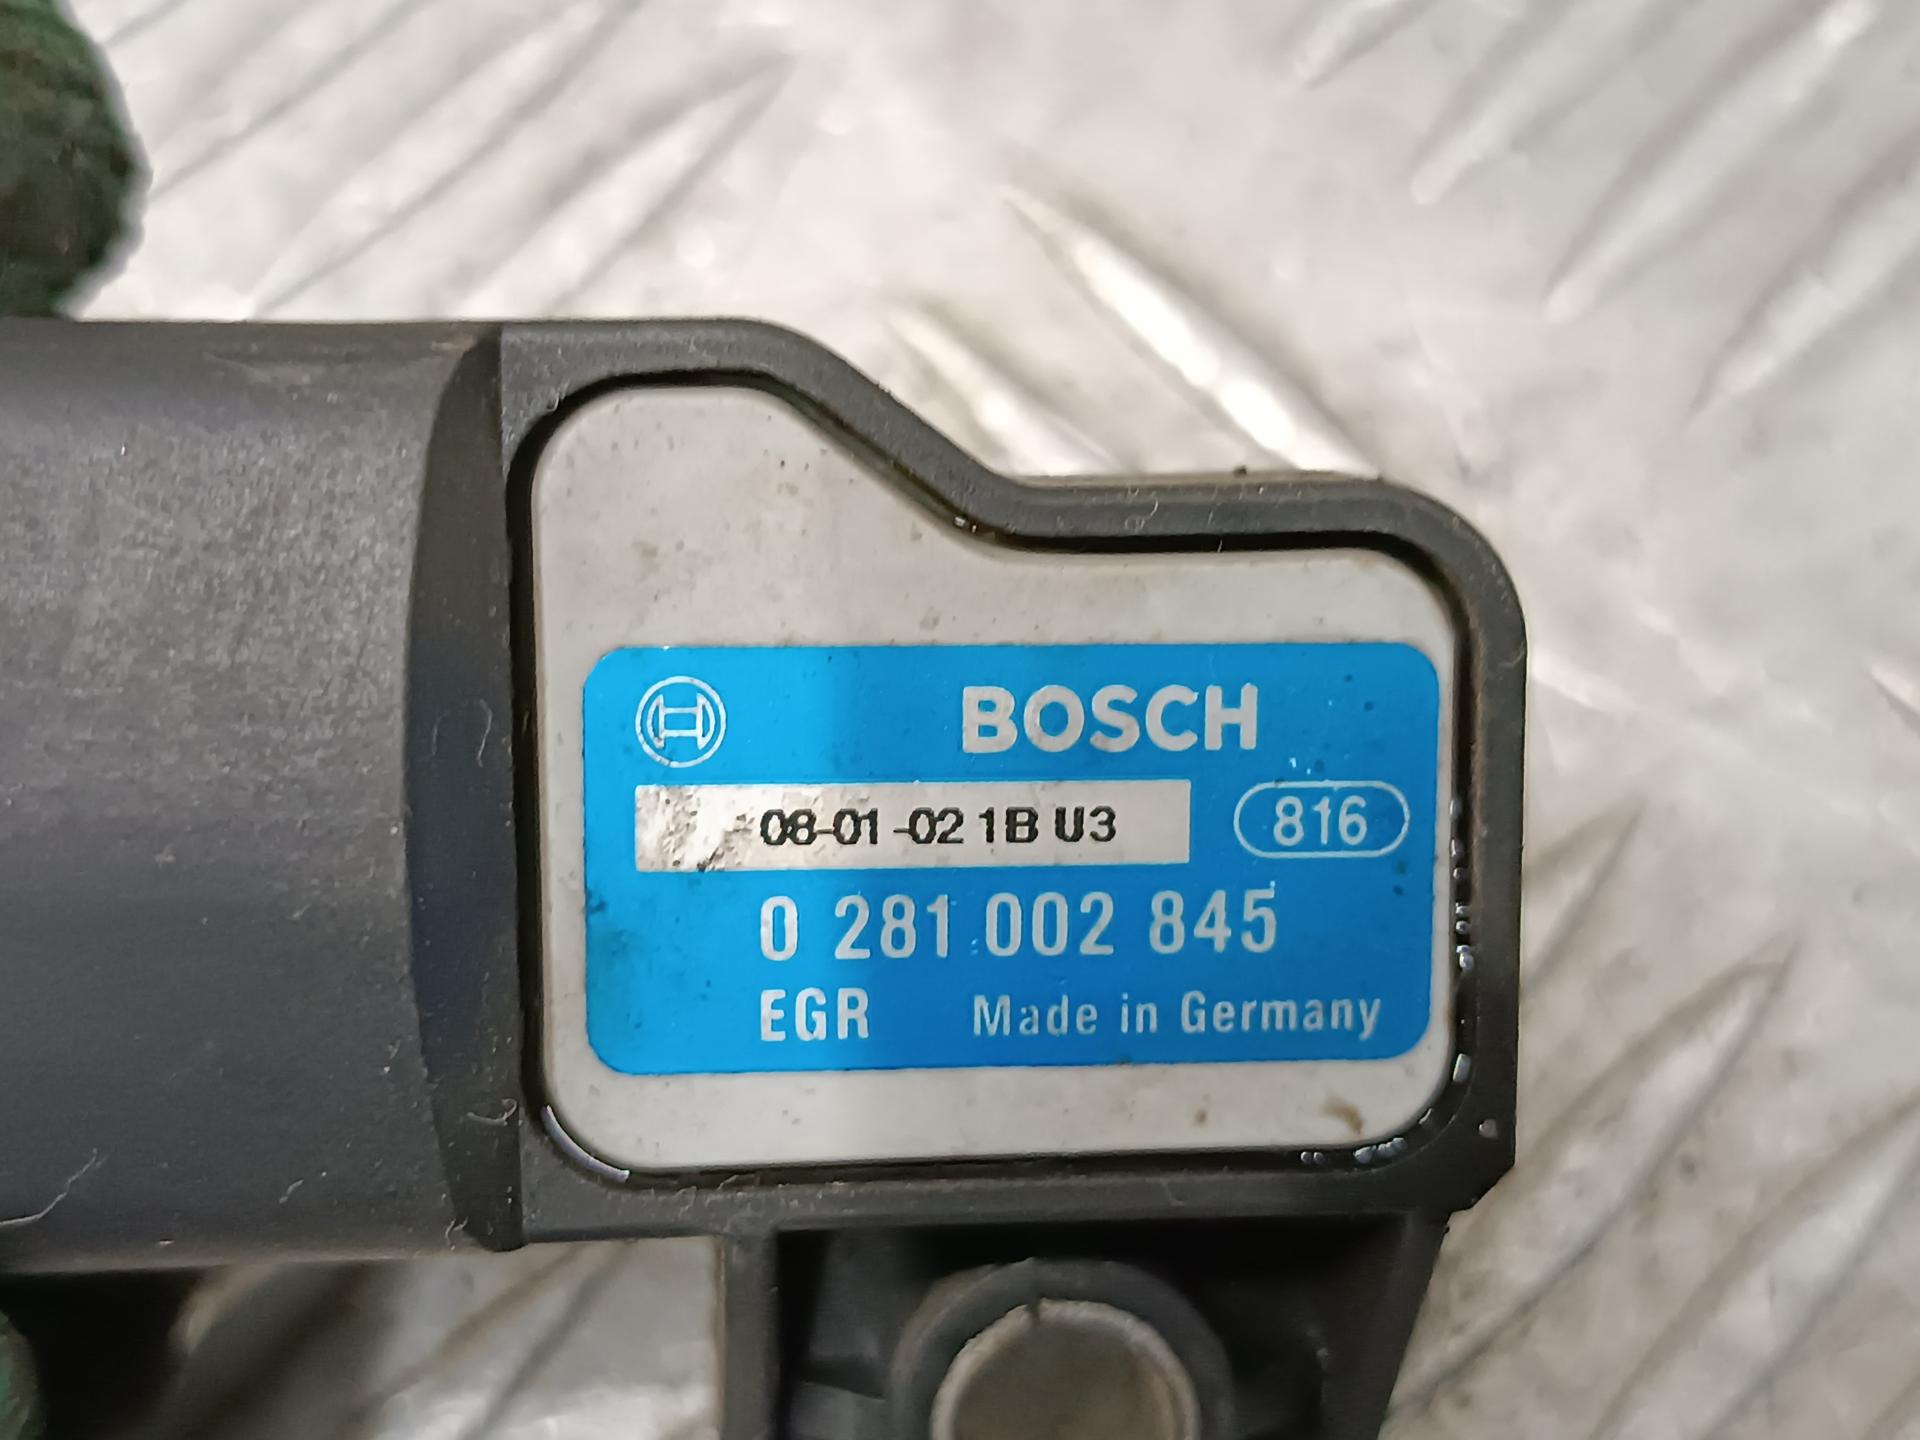 BOSCH
08-01-02 1B U3
816
0 281 002 845
EGR Made in Germany